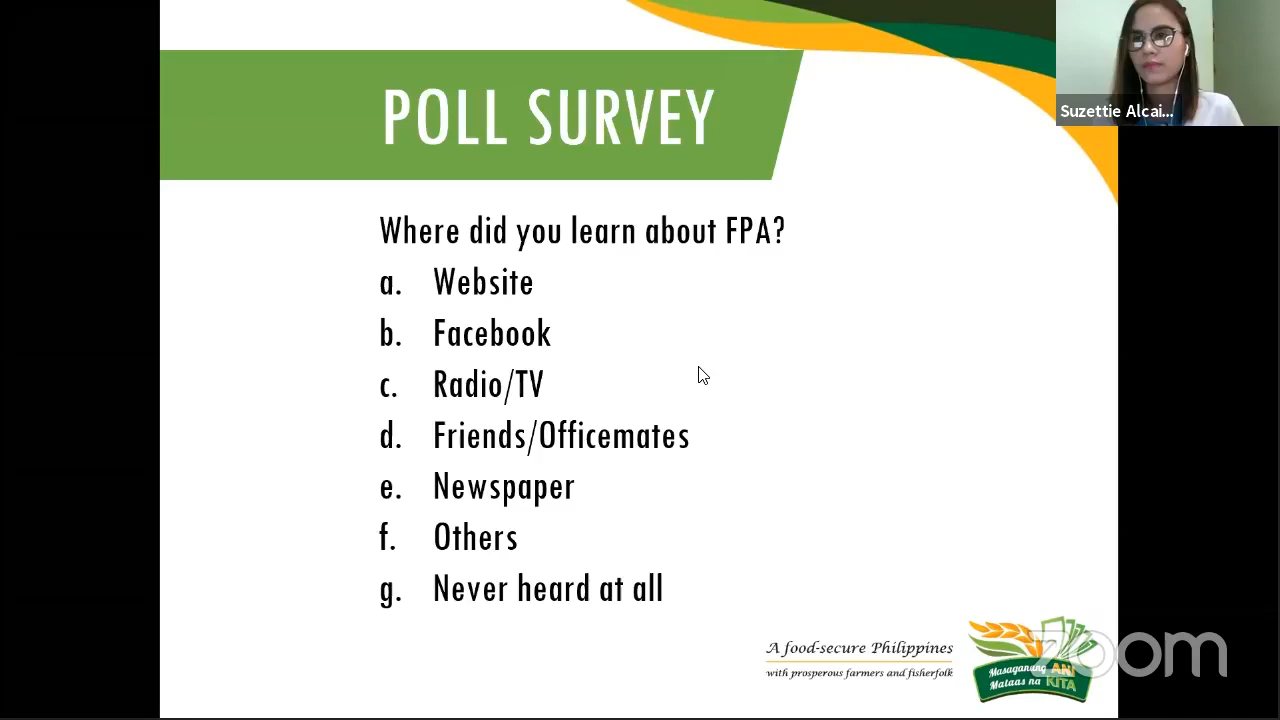 POLL SURVEY
Suzettie Alcai...
Where did you learn about FPA?
a. Website
b. Facebook
c. Radio/TV
d. Friends/Officemates
e. Newspaper
f. Others
g. Never heard at all
A food-secure Philippines
with prosperous farmers and fisherfolk
Masaganang ANI
Mataas na KITA
zoom